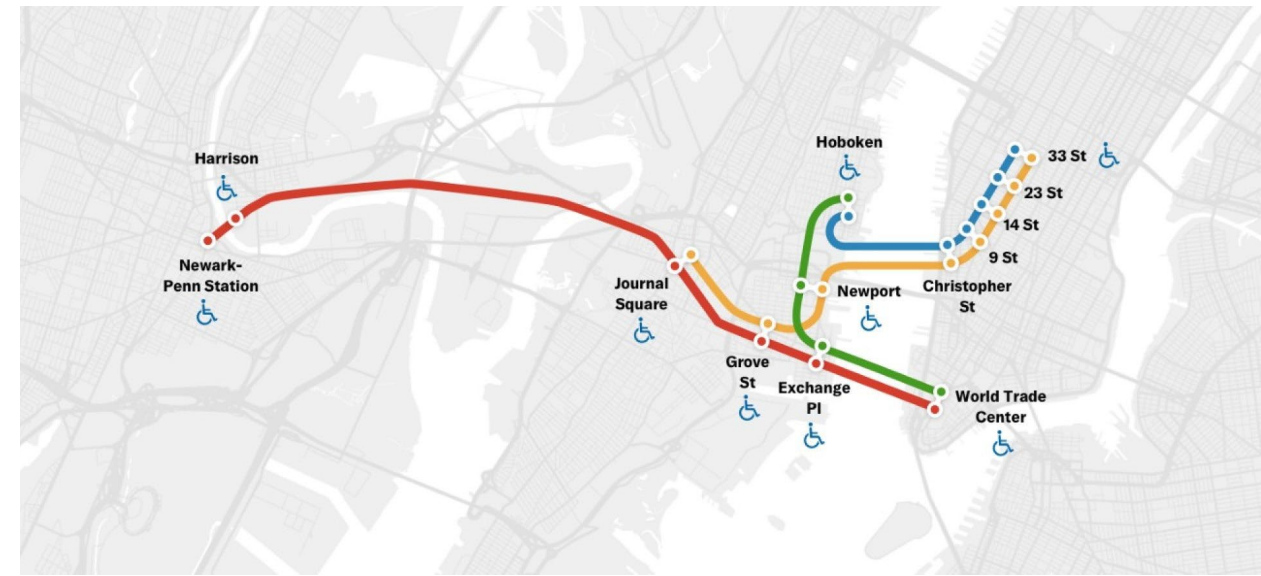 Harrison
Newark-
Penn Station
Journal
Square
Grove
St
Exchange
Pl
Hoboken
Newport
Christopher
St
33 St
23 St
14 St
9 St
World Trade
Center